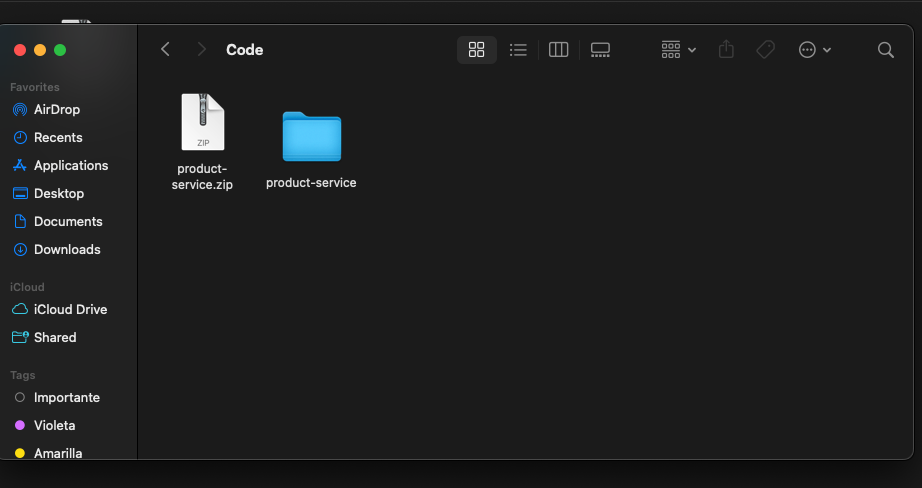 Code
Favorites
AirDrop
Recents
Applications
Desktop
Documents
Downloads
iCloud
iCloud Drive
Shared
Tags
Importante
Violeta
Amarilla
ZIP
product-
service.zip
product-service